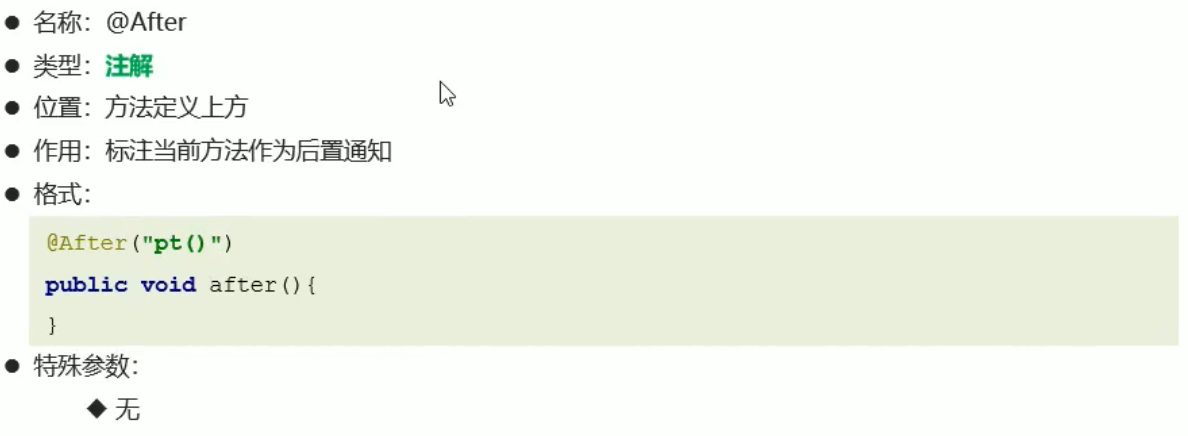 ● 名称：@After
● 类型：注解
● 位置：方法定义上方
● 作用：标注当前方法作为后置通知
● 格式：
@After("pt()")
public void after(){
}
● 特殊参数：
◆ 无